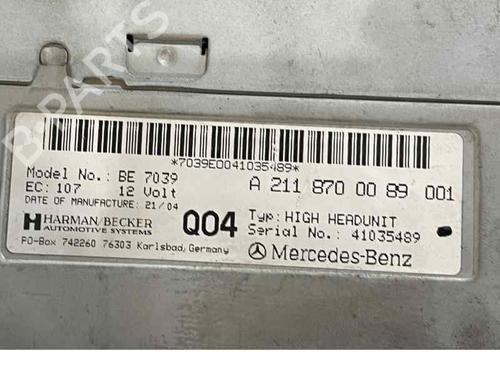 *7039E0041035489*
Model No.: BE 7039
EC: 107 12 Volt
DATE OF MANUFACTURE: 21/04
A 211 870 00 89 001
HARMAN/BECKER
AUTOMOTIVE SYSTEMS
PO-Box 742260 76303 Karlsbad, Germany
Q04
Typ: HIGH HEADUNIT
Serial No.: 41035489
Mercedes-Benz
B-PARTS